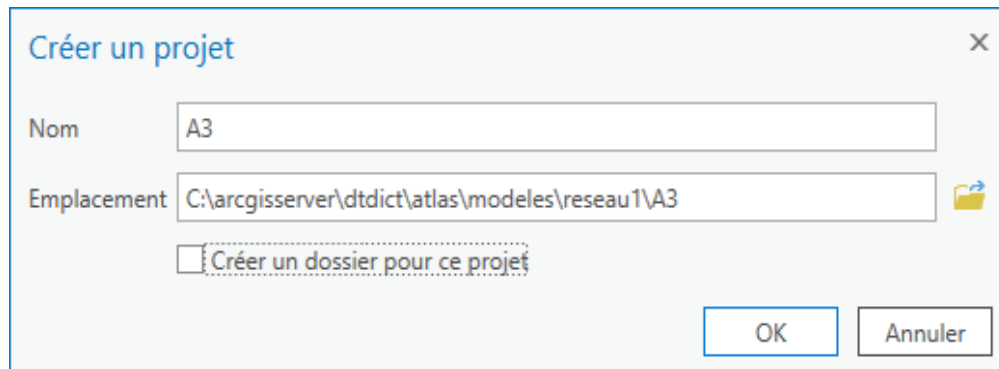 Créer un projet
Nom A3
Emplacement C:\arcgisserver\dtdict\atlas\modeles\reseau1\A3
Créer un dossier pour ce projet
OK Annuler